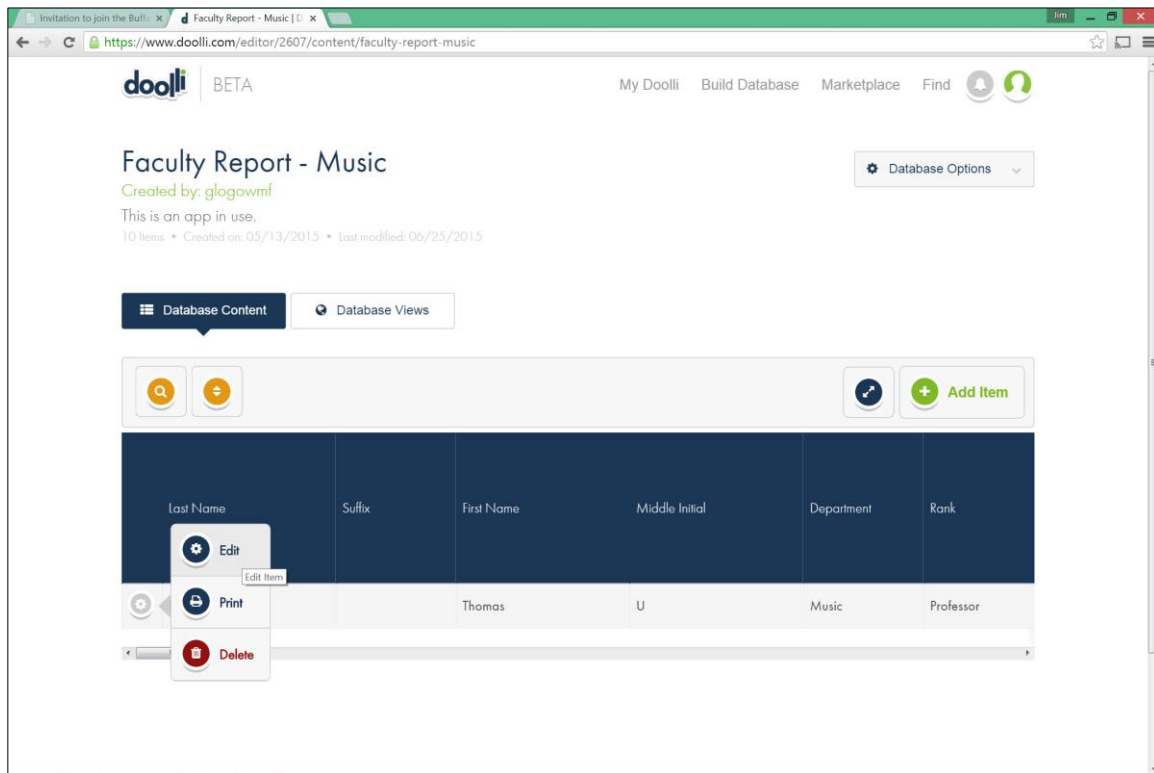 Invitation to join the Buff
Faculty Report - Music | D
Jim
https://www.doolli.com/editor/2607/content/faculty-report-music
doolli BETA My Doolli Build Database Marketplace Find
Faculty Report - Music
Database Options
Created by: glogowmf
This is an app in use.
10 Items • Created on: 05/13/2015 • Last modified: 06/25/2015
Database Content Database Views
Add Item
Last Name Suffix First Name Middle Initial Department Rank
Edit
Edit Item
Print
Thomas U Music Professor
Delete